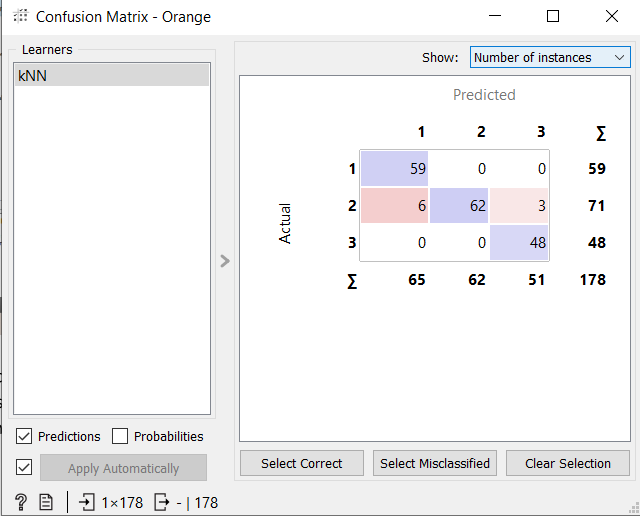 Confusion Matrix - Orange
Learners
kNN
Show: Number of instances
Predicted
1 2 3 ∑
1 59 0 0 59
Actual
2 6 62 3 71
3 0 0 48 48
∑ 65 62 51 178
Predictions Probabilities
Apply Automatically
Select Correct Select Misclassified Clear Selection
? 1×178 - | 178